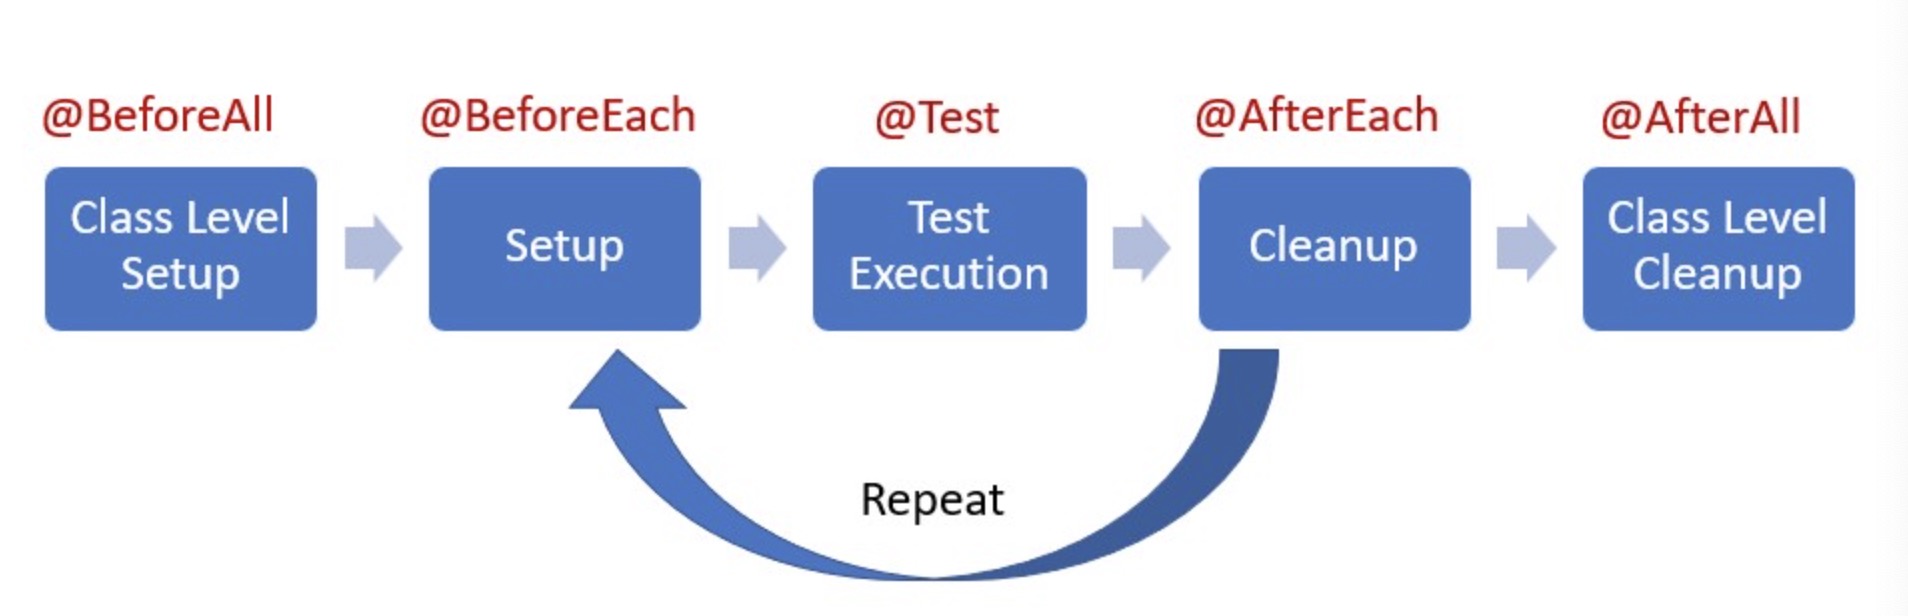 @BeforeAll
@BeforeEach
@Test
@AfterEach
@AfterAll
Class Level
Setup
Setup
Test
Execution
Cleanup
Class Level
Cleanup
Repeat